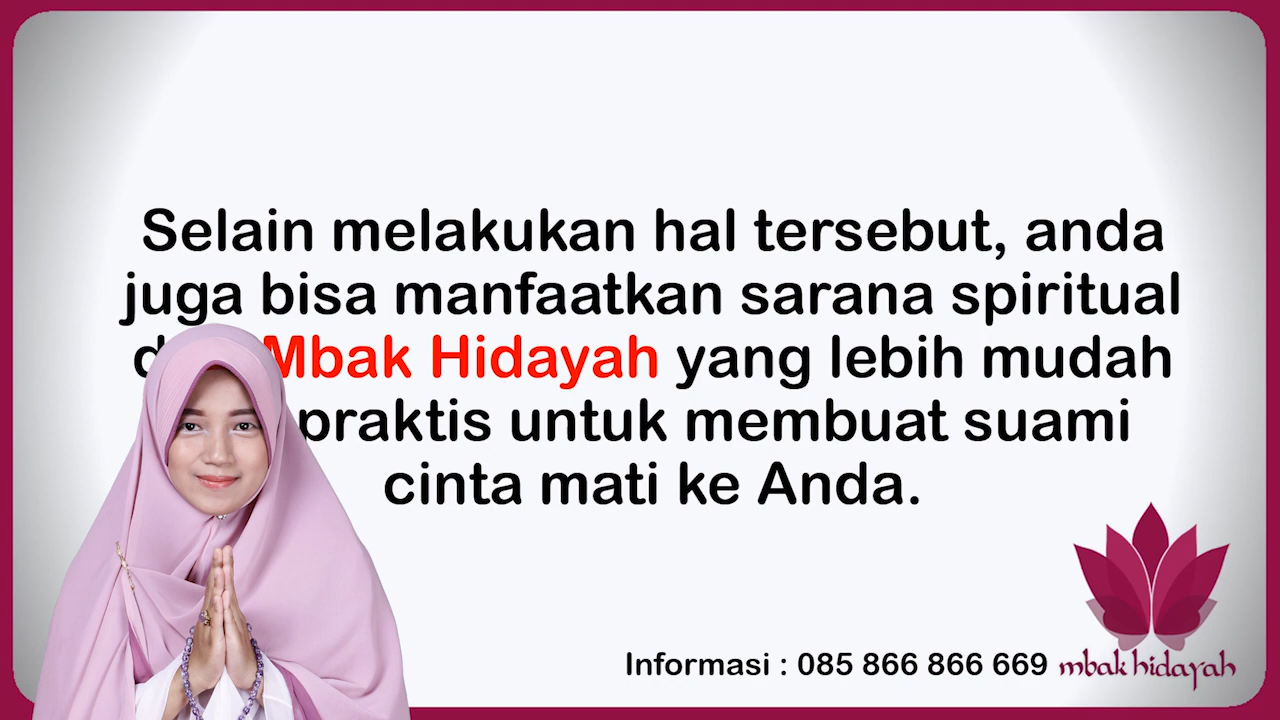 Selain melakukan hal tersebut, anda
juga bisa manfaatkan sarana spiritual
Mbak Hidayah yang lebih mudah
praktis untuk membuat suami
cinta mati ke Anda.
Informasi : 085 866 866 669
mbak hidayah